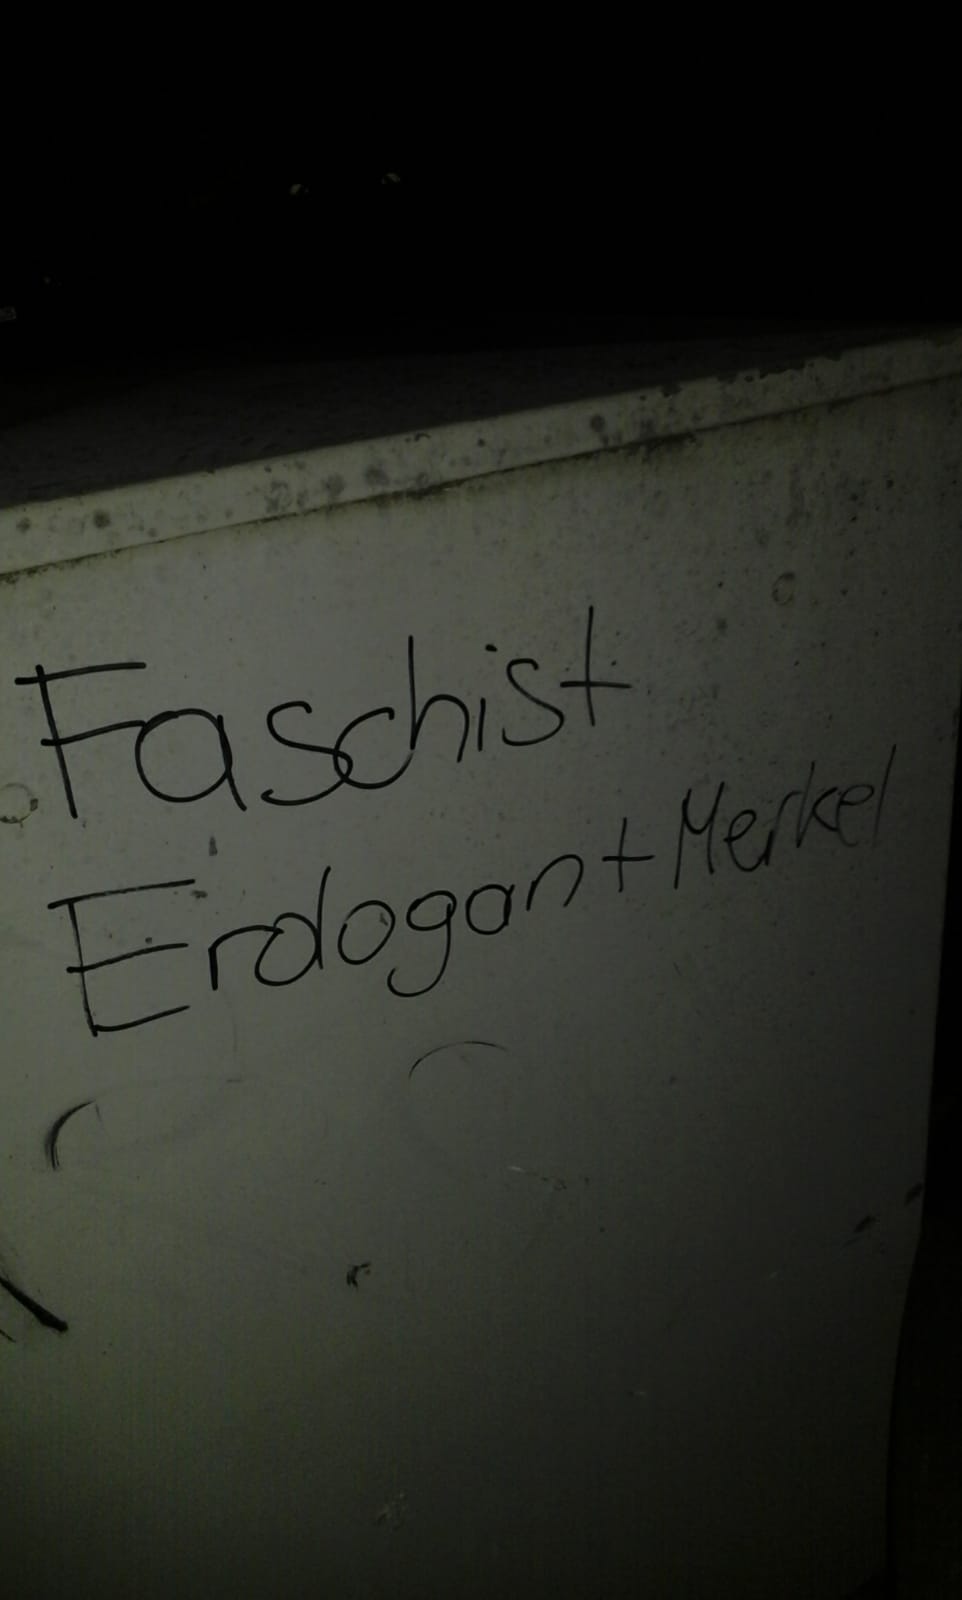 Faschist
Erdogan + Merkel